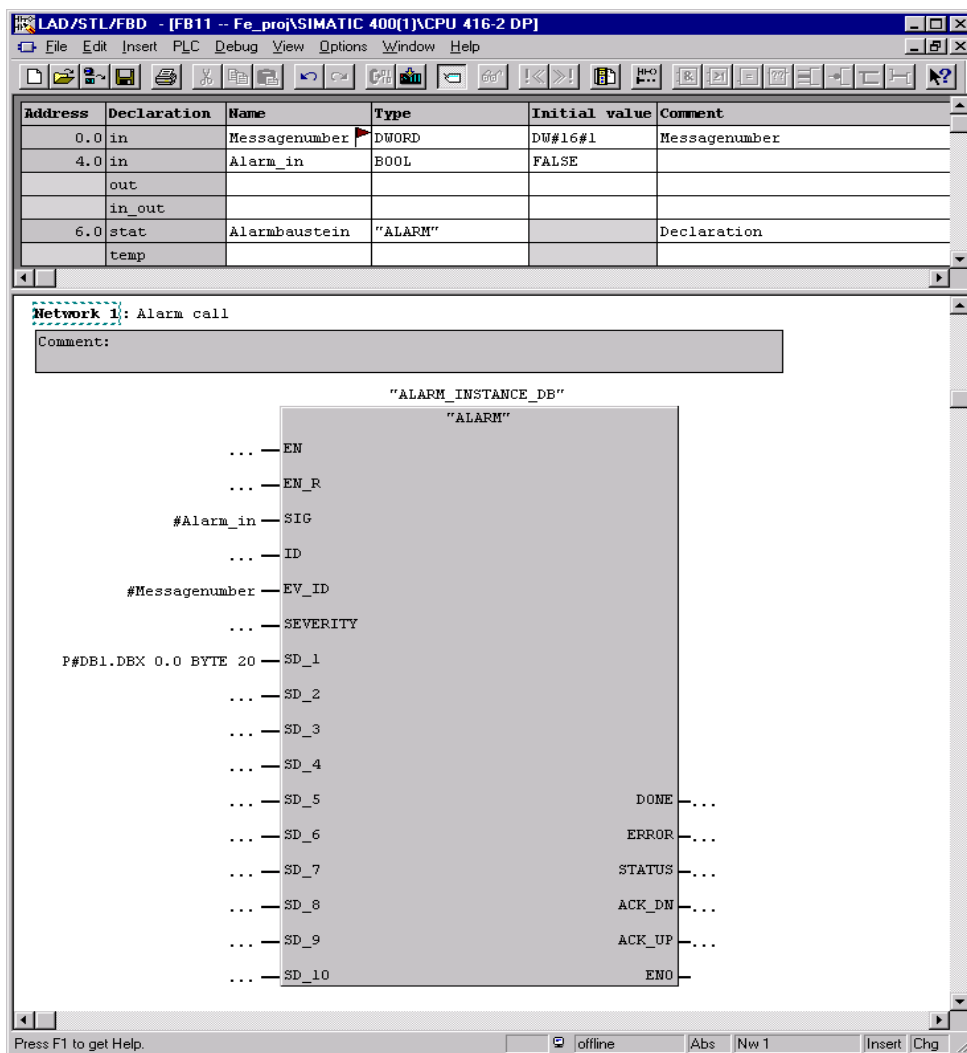 LAD/STL/FBD - [FB11 -- Fe_proj\SIMATIC 400(1)\CPU 416-2 DP]
File Edit Insert PLC Debug View Options Window Help
Address Declaration Name Type Initial value Comment
0.0 in Messagenumber DWORD DW#16#1 Messagenumber
4.0 in Alarm_in BOOL FALSE
out
in_out
6.0 stat Alarmbaustein "ALARM" Declaration
temp
Network 1: Alarm call
Comment:
"ALARM_INSTANCE_DB"
"ALARM"
... EN
... EN_R
#Alarm_in SIG
... ID
#Messagenumber EV_ID
... SEVERITY
P#DB1.DBX 0.0 BYTE 20 SD_1
... SD_2
... SD_3
... SD_4
... SD_5 DONE ...
... SD_6 ERROR ...
... SD_7 STATUS ...
... SD_8 ACK_DN ...
... SD_9 ACK_UP ...
... SD_10 ENO
Press F1 to get Help. offline Abs Nw 1 Insert Chg